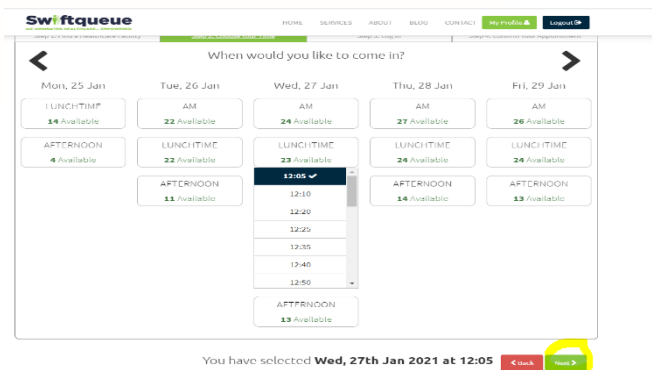 Swiftqueue
HOME SERVICES ABOUT BLOG CONTACT My Profile Logout
When would you like to come in?
Mon, 25 Jan Tue, 26 Jan Wed, 27 Jan Thu, 28 Jan Fri, 29 Jan
LUNCHTIME AM AM AM AM
14 Available 22 Available 24 Available 27 Available 26 Available
AFTERNOON LUNCHTIME LUNCHTIME LUNCHTIME LUNCHTIME
4 Available 22 Available 23 Available 24 Available 24 Available
12:05
AFTERNOON AFTERNOON AFTERNOON
11 Available 14 Available 13 Available
12:10
12:20
12:25
12:35
12:40
12:50
AFTERNOON
13 Available
You have selected Wed, 27th Jan 2021 at 12:05 Back Next